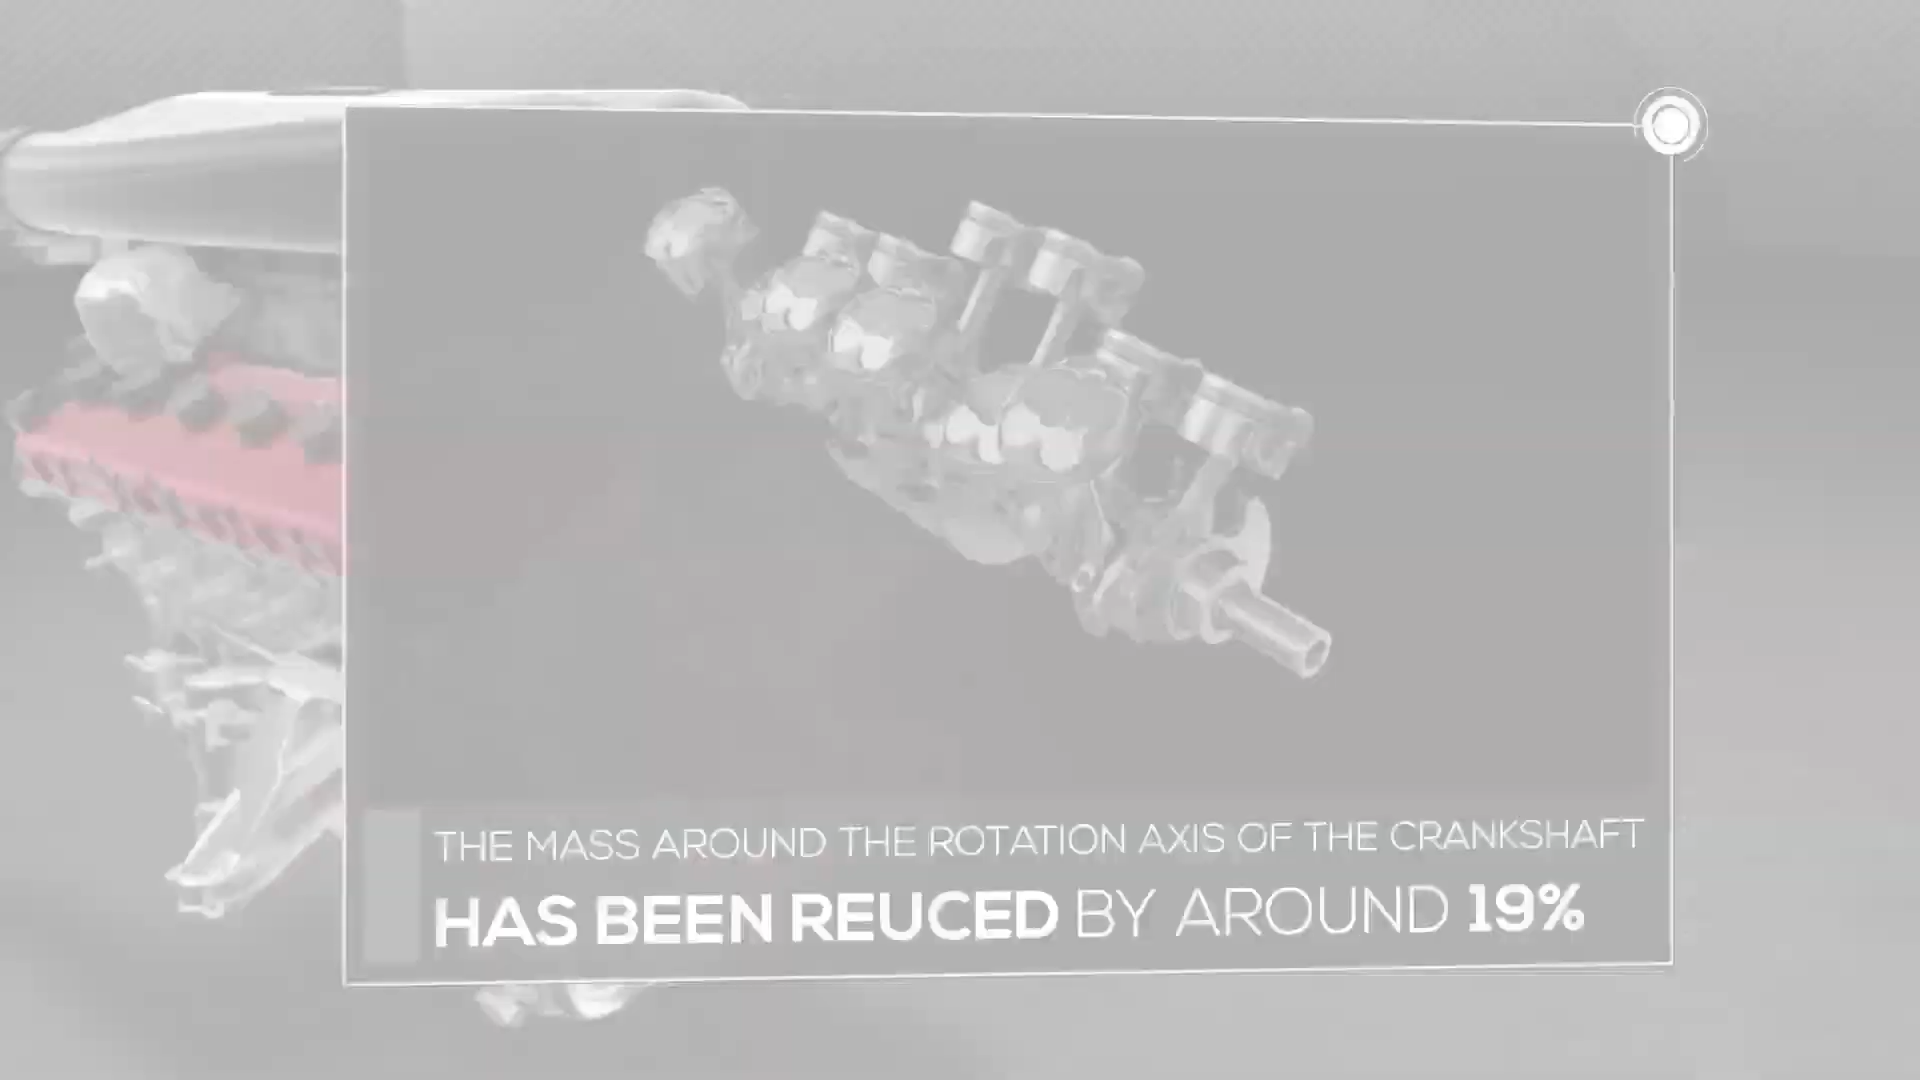 THE MASS AROUND THE ROTATION AXIS OF THE CRANKSHAFT
HAS BEEN REUCED BY AROUND 19%